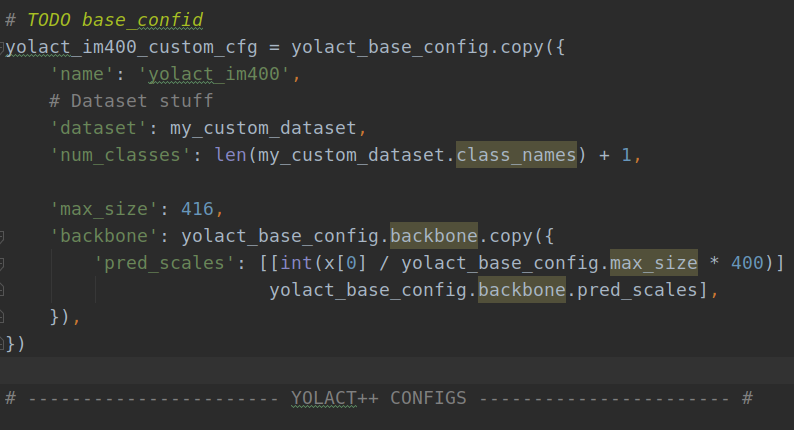 # TODO base_confid
yolact_im400_custom_cfg = yolact_base_config.copy({
    'name': 'yolact_im400',
    # Dataset stuff
    'dataset': my_custom_dataset,
    'num_classes': len(my_custom_dataset.class_names) + 1,

    'max_size': 416,
    'backbone': yolact_base_config.backbone.copy({
        'pred_scales': [[int(x[0] / yolact_base_config.max_size * 400)]
                        yolact_base_config.backbone.pred_scales],
    }),
})

# ----------------------- YOLACT++ CONFIGS ----------------------- #